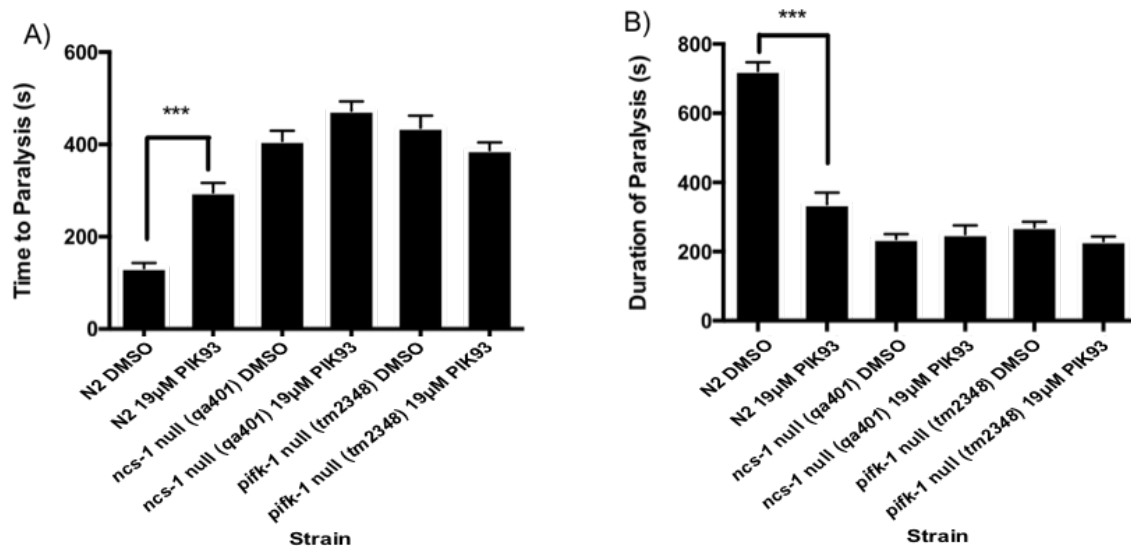 A)
Time to Paralysis (s)
600
400
200
0
***
N2 DMSO
N2 19µM PIK93
ncs-1 null (qa401) DMSO
ncs-1 null (qa401) 19µM PIK93
pifk-1 null (tm2348) DMSO
pifk-1 null (tm2348) 19µM PIK93
Strain
B)
Duration of Paralysis (s)
800
600
400
200
0
***
N2 DMSO
N2 19µM PIK93
ncs-1 null (qa401) DMSO
ncs-1 null (qa401) 19µM PIK93
pifk-1 null (tm2348) DMSO
pifk-1 null (tm2348) 19µM PIK93
Strain